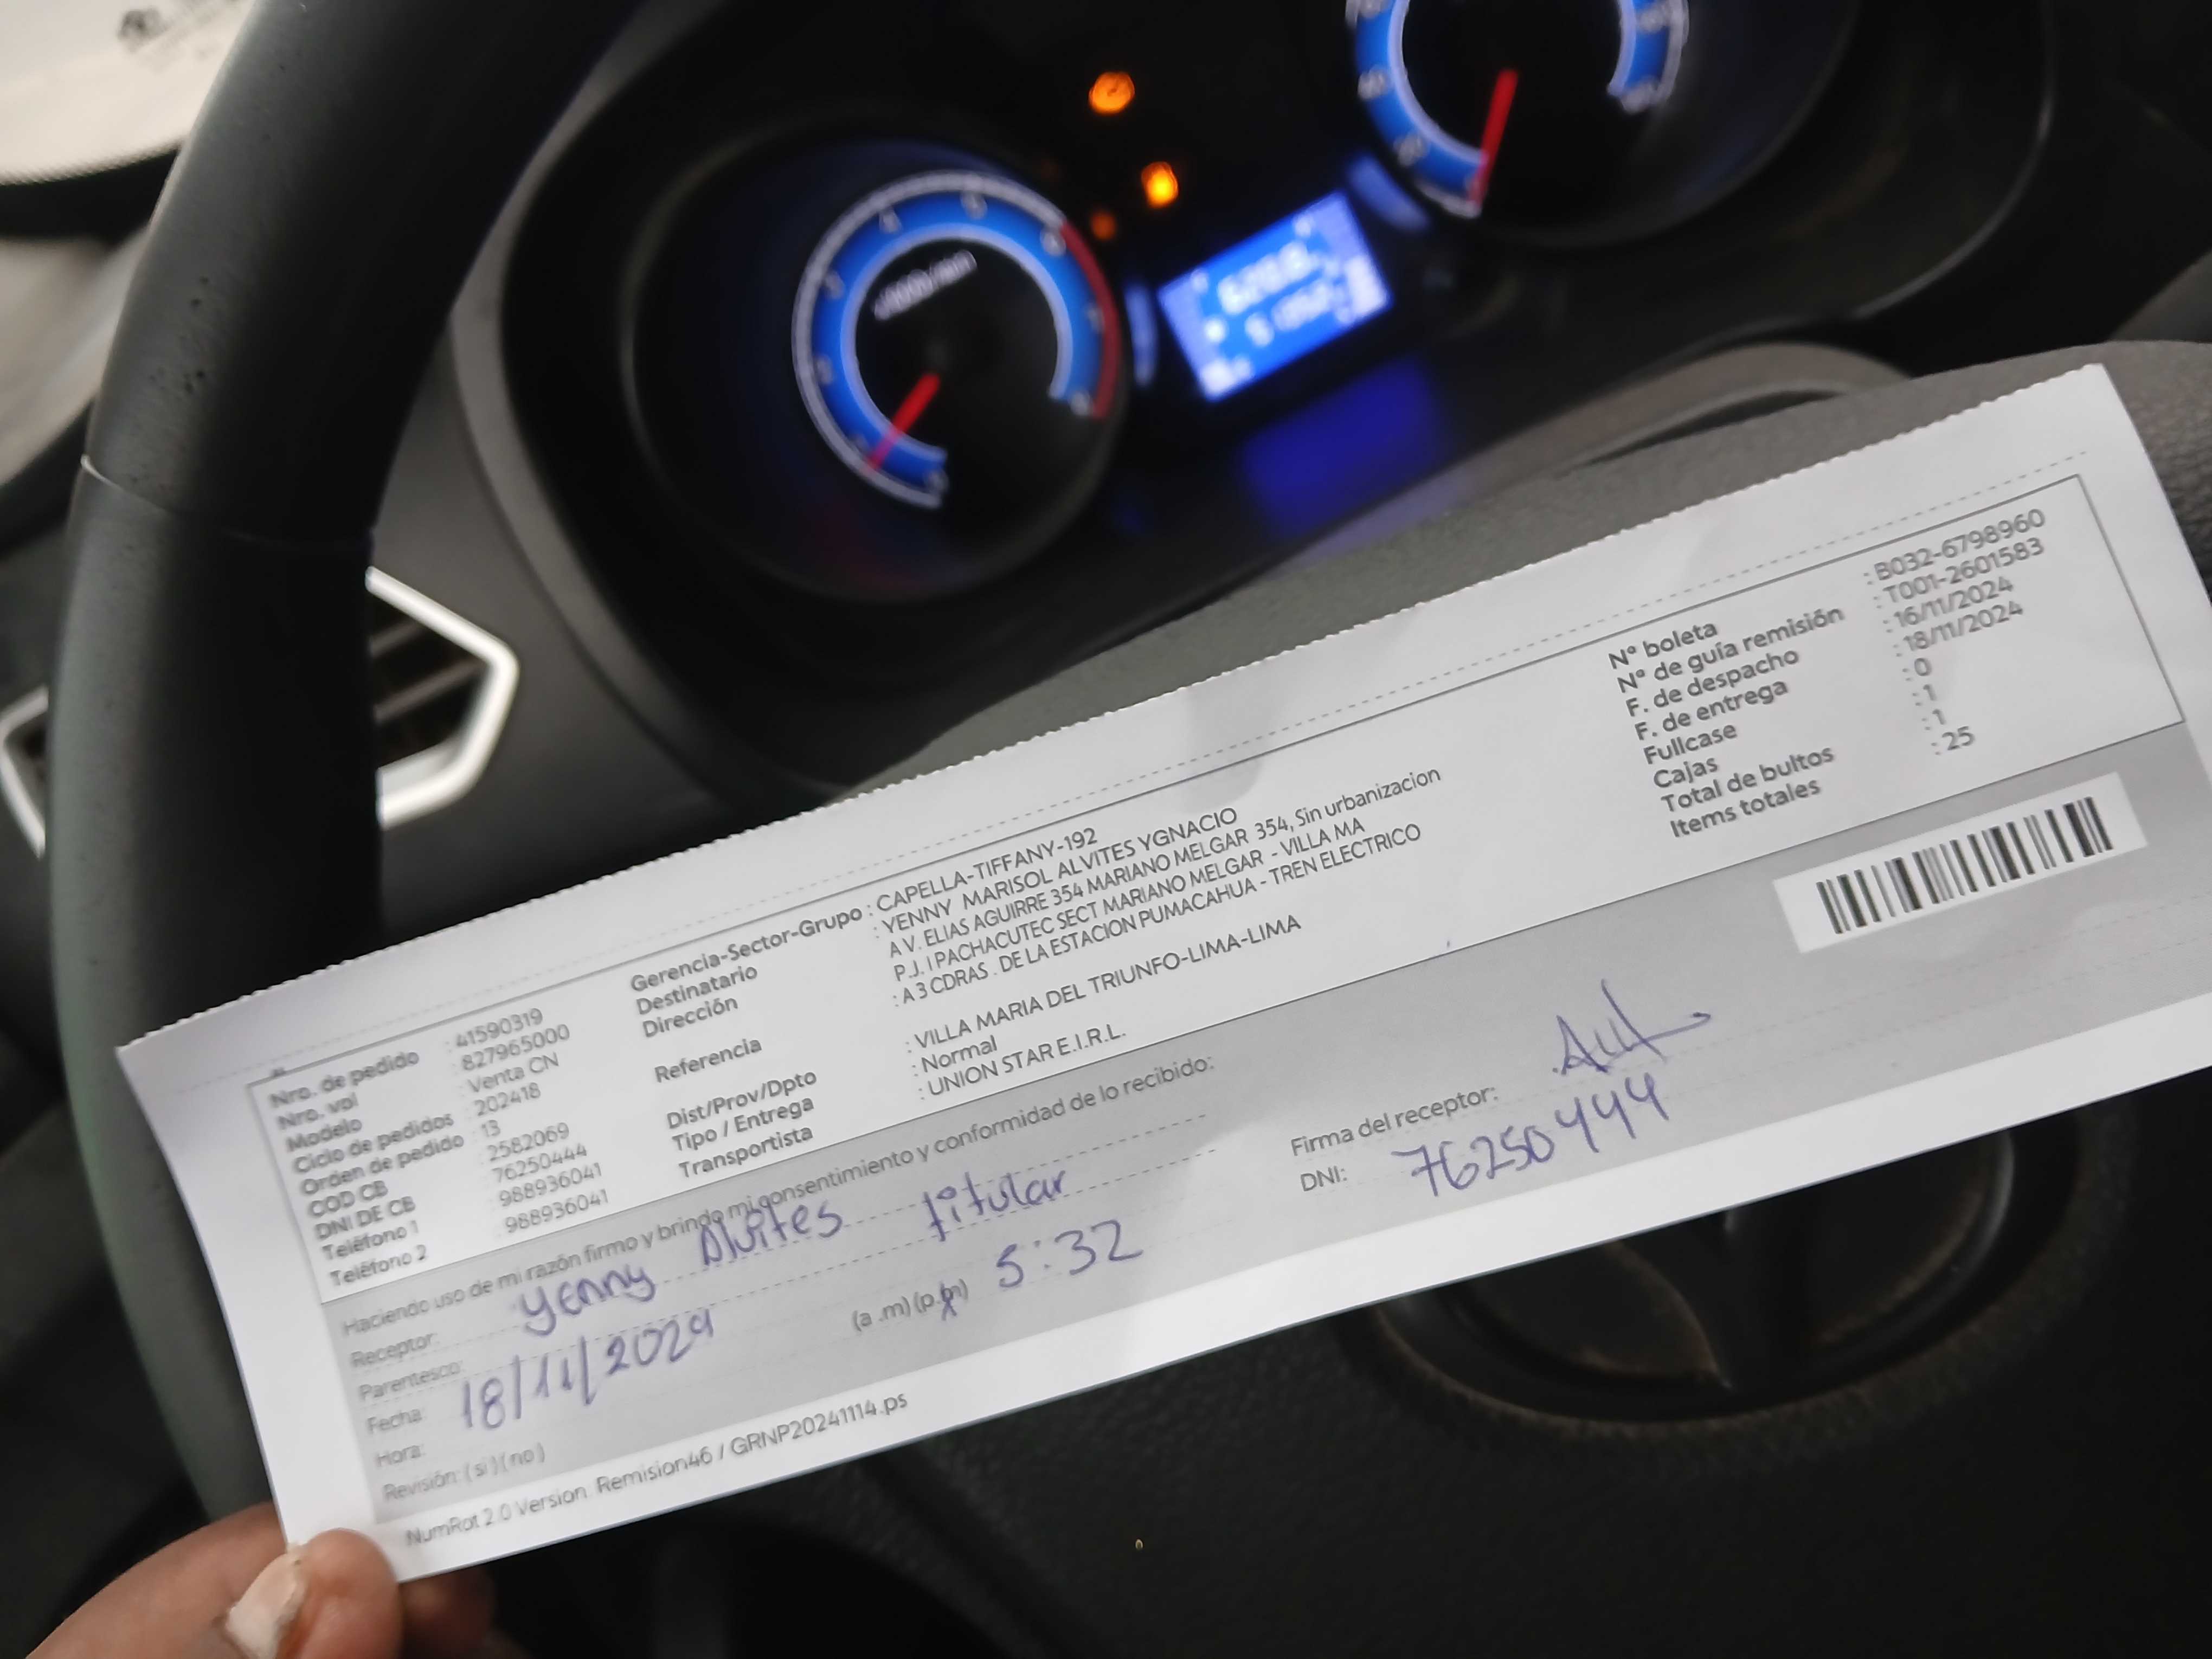 x1000r/min
Nro. de pedido : 41590319
Nro. vol : 827965000
Modelo : Venta CN
Ciclo de pedidos : 202418
Orden de pedido : 13
COD CB : 2582069
DNI DE CB : 76250444
Teléfono 1 : 988936041
Teléfono 2 : 988936041
Gerencia-Sector-Grupo : CAPELLA-TIFFANY-192
Destinatario : YENNY MARISOL ALVITES YGNACIO
Dirección : AV. ELIAS AGUIRRE 354 MARIANO MELGAR 354, Sin urbanizacion
P.J. I PACHACUTEC SECT MARIANO MELGAR - VILLA MA
Referencia : A 3 CDRAS . DE LA ESTACION PUMACAHUA - TREN ELECTRICO
Dist/Prov/Dpto : VILLA MARIA DEL TRIUNFO-LIMA-LIMA
Tipo / Entrega : Normal
Transportista : UNION STAR E.I.R.L.
N° boleta : B032-6798960
N° de guía remisión : T001-2601583
F. de despacho : 16/11/2024
F. de entrega : 18/11/2024
Fullcase : 0
Cajas : 1
Total de bultos : 1
Items totales : 25
Haciendo uso de mi razón firmo y brindo mi consentimiento y conformidad de lo recibido:
Receptor: Yenny Alvites titular
Parentesco:
Fecha: 18/11/2024
Hora: (a .m) (p.m) 5:32
Revisión: ( si ) ( no )
Firma del receptor:
DNI: 76250444
NumRot 2.0 Version Remision46 / GRNP20241114.ps